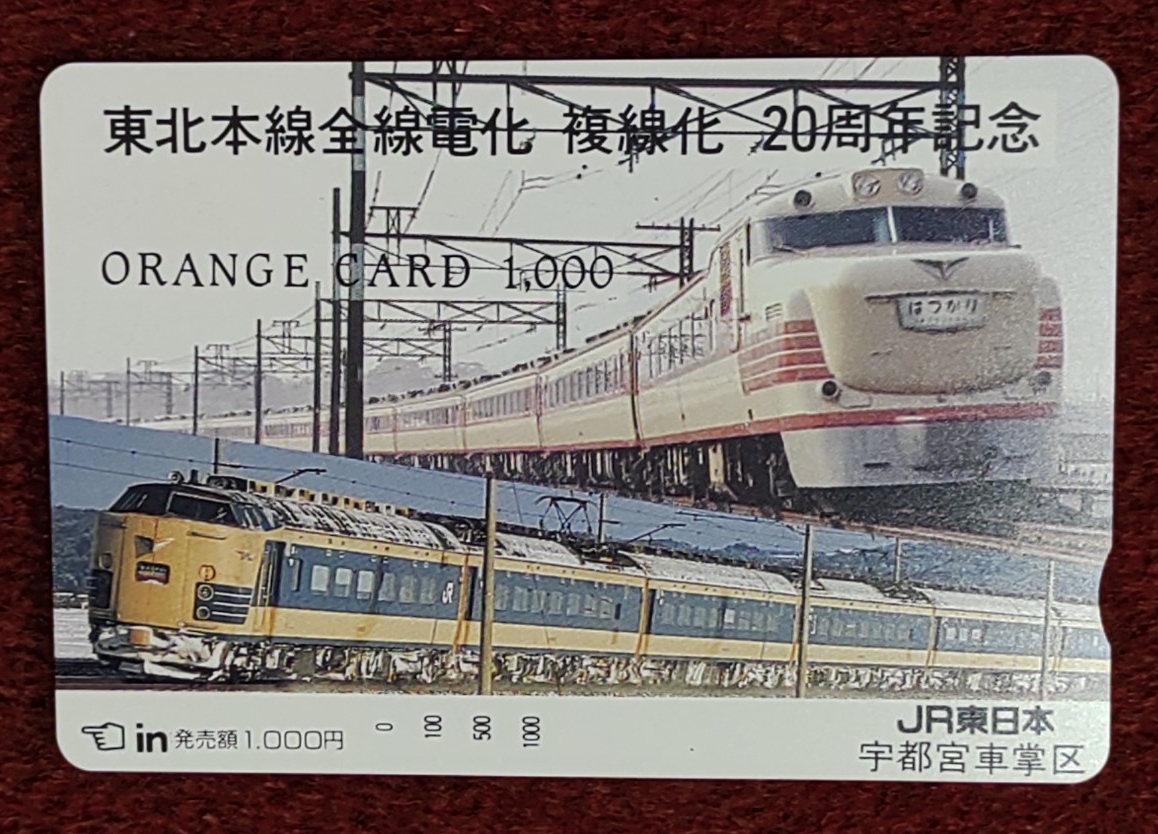 東北本線全線電化 複線化 20周年記念
ORANGE CARD 1,000
はつかり
JR
in 発売額1.000円
0 100 500 1000
JR東日本
宇都宮車掌区